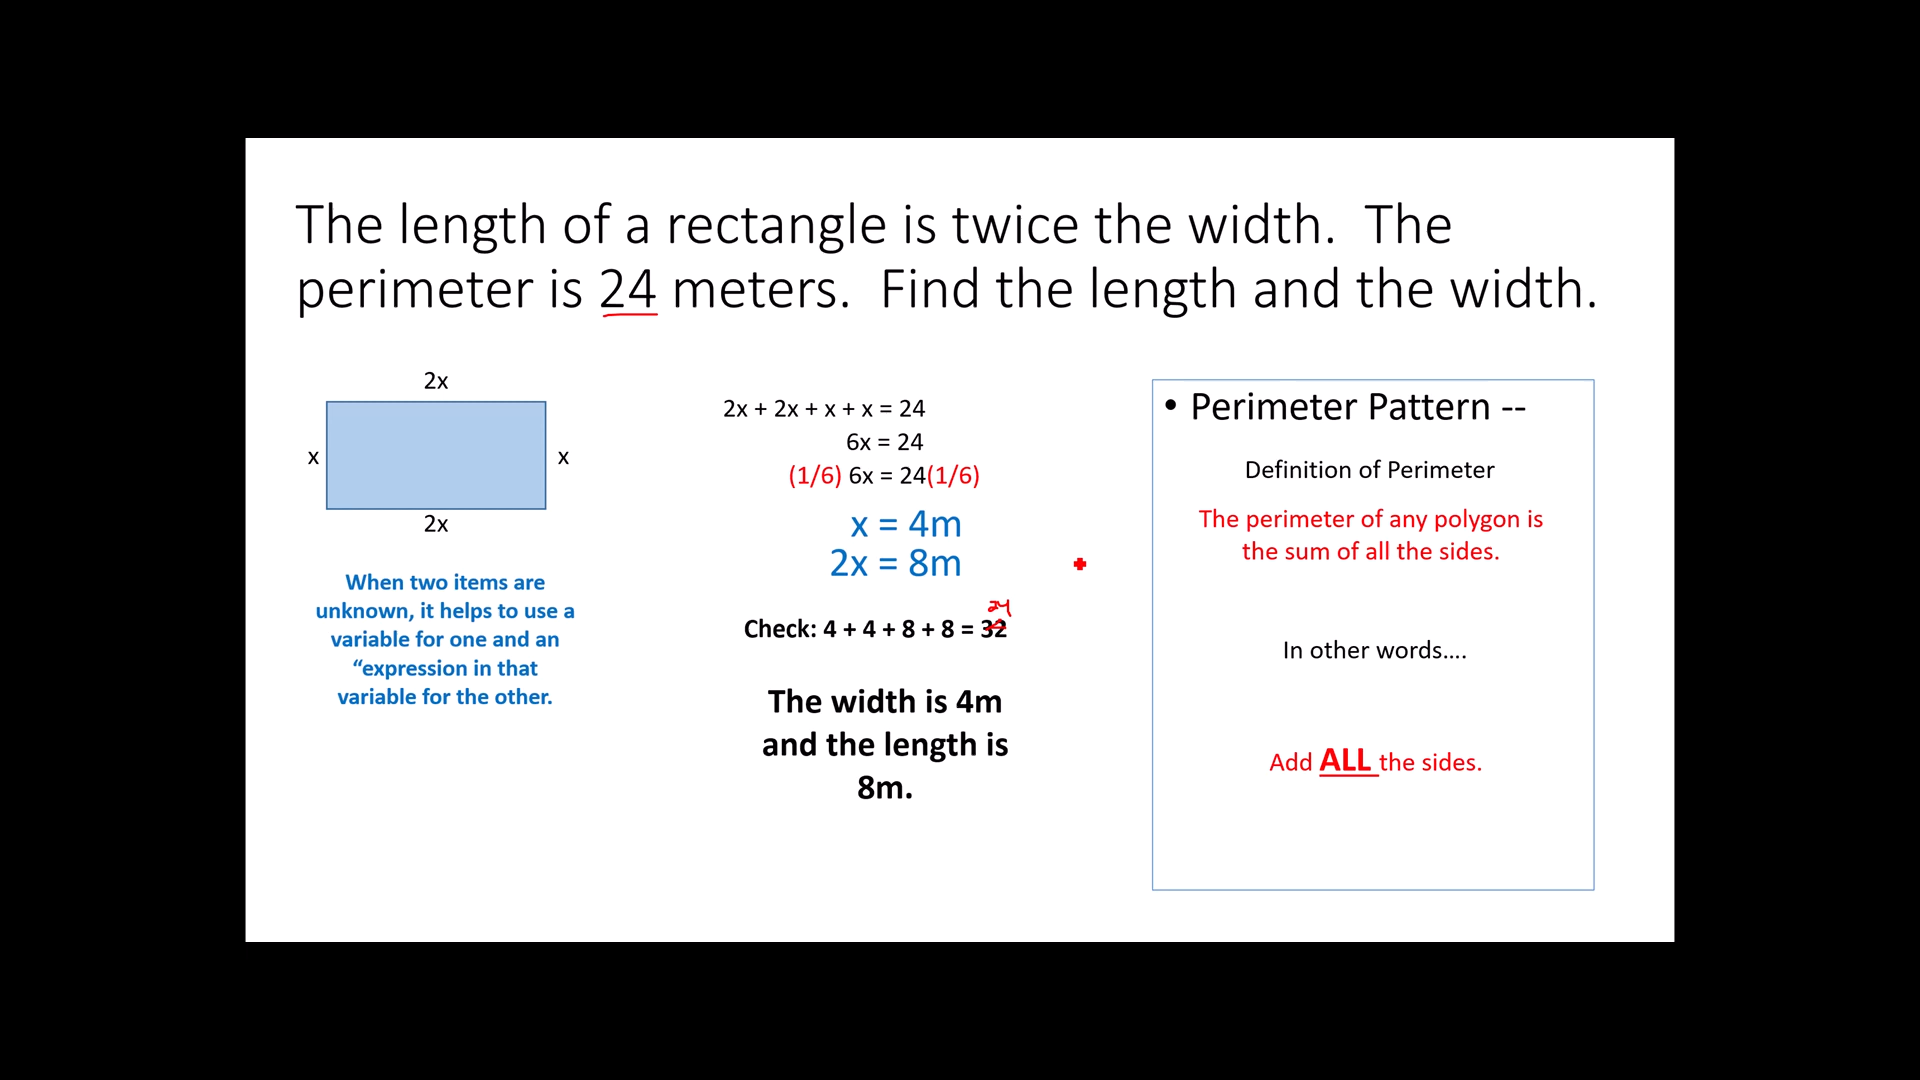 The length of a rectangle is twice the width. The
perimeter is 24 meters. Find the length and the width.
2x
x
x
2x
When two items are
unknown, it helps to use a
variable for one and an
“expression in that
variable for the other.
2x + 2x + x + x = 24
6x = 24
(1/6) 6x = 24(1/6)
x = 4m
2x = 8m
24
Check: 4 + 4 + 8 + 8 = 32
The width is 4m
and the length is
8m.
• Perimeter Pattern --
Definition of Perimeter
The perimeter of any polygon is
the sum of all the sides.
In other words….
Add ALL the sides.